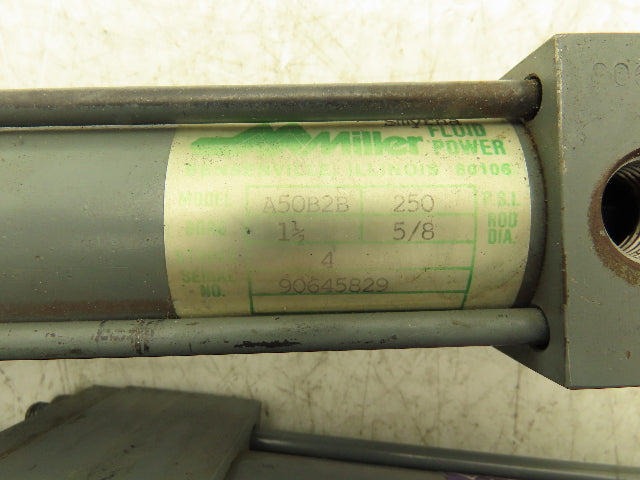 Miller FLUID
POWER
ILLINOIS 60106
MODEL A50B2B 250 P.S.I.
1½ 5/8 ROD DIA.
4
SERIAL NO. 90645829